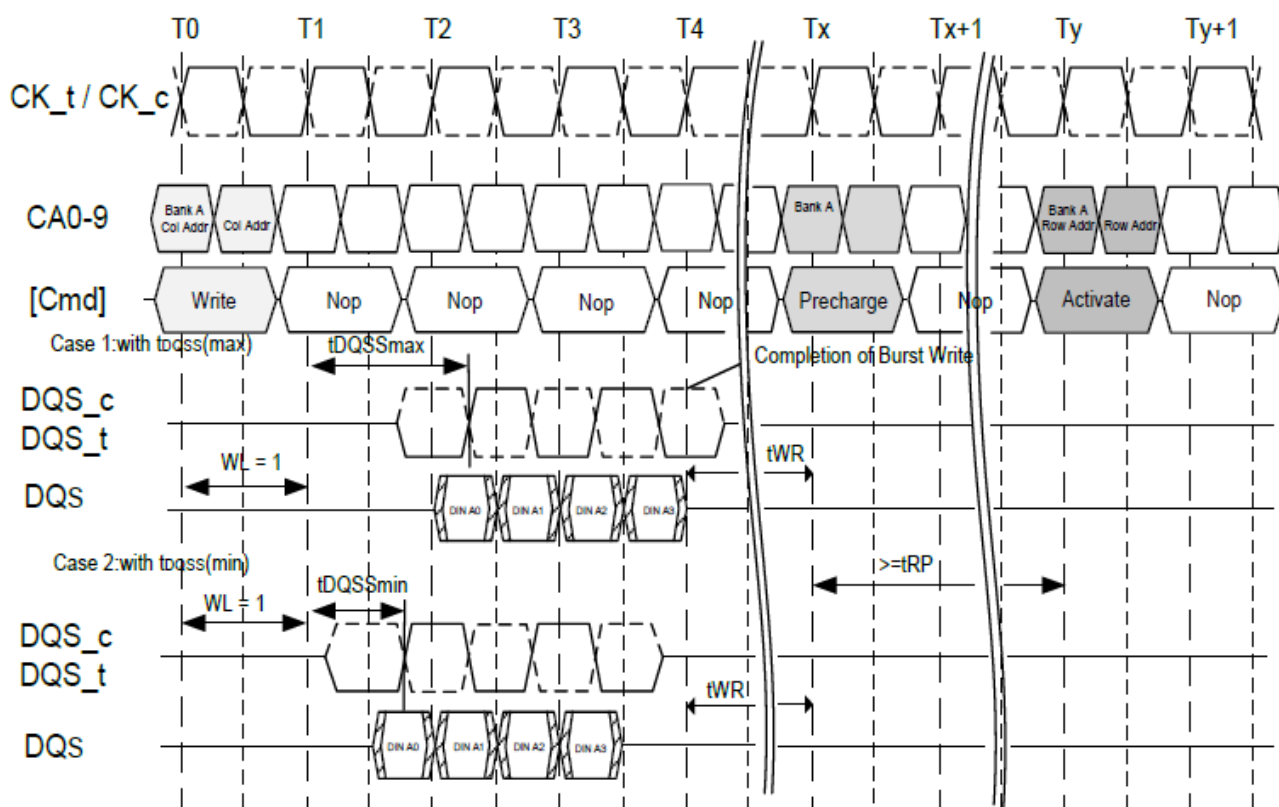 T0 T1 T2 T3 T4 Tx Tx+1 Ty Ty+1
CK_t / CK_c
CA0-9
Bank A
Col Addr
Col Addr
Bank A
Bank A
Row Addr
Row Addr
[Cmd]
Write Nop Nop Nop Nop Precharge Nop Activate Nop
Case 1:with tDQSS(max)
tDQSSmax
Completion of Burst Write
DQS_c
DQS_t
WL = 1
tWR
DQs
DIN A0 DIN A1 DIN A2 DIN A3
Case 2:with tDQSS(min)
tDQSSmin
>=tRP
WL = 1
DQS_c
DQS_t
tWR
DQs
DIN A0 DIN A1 DIN A2 DIN A3